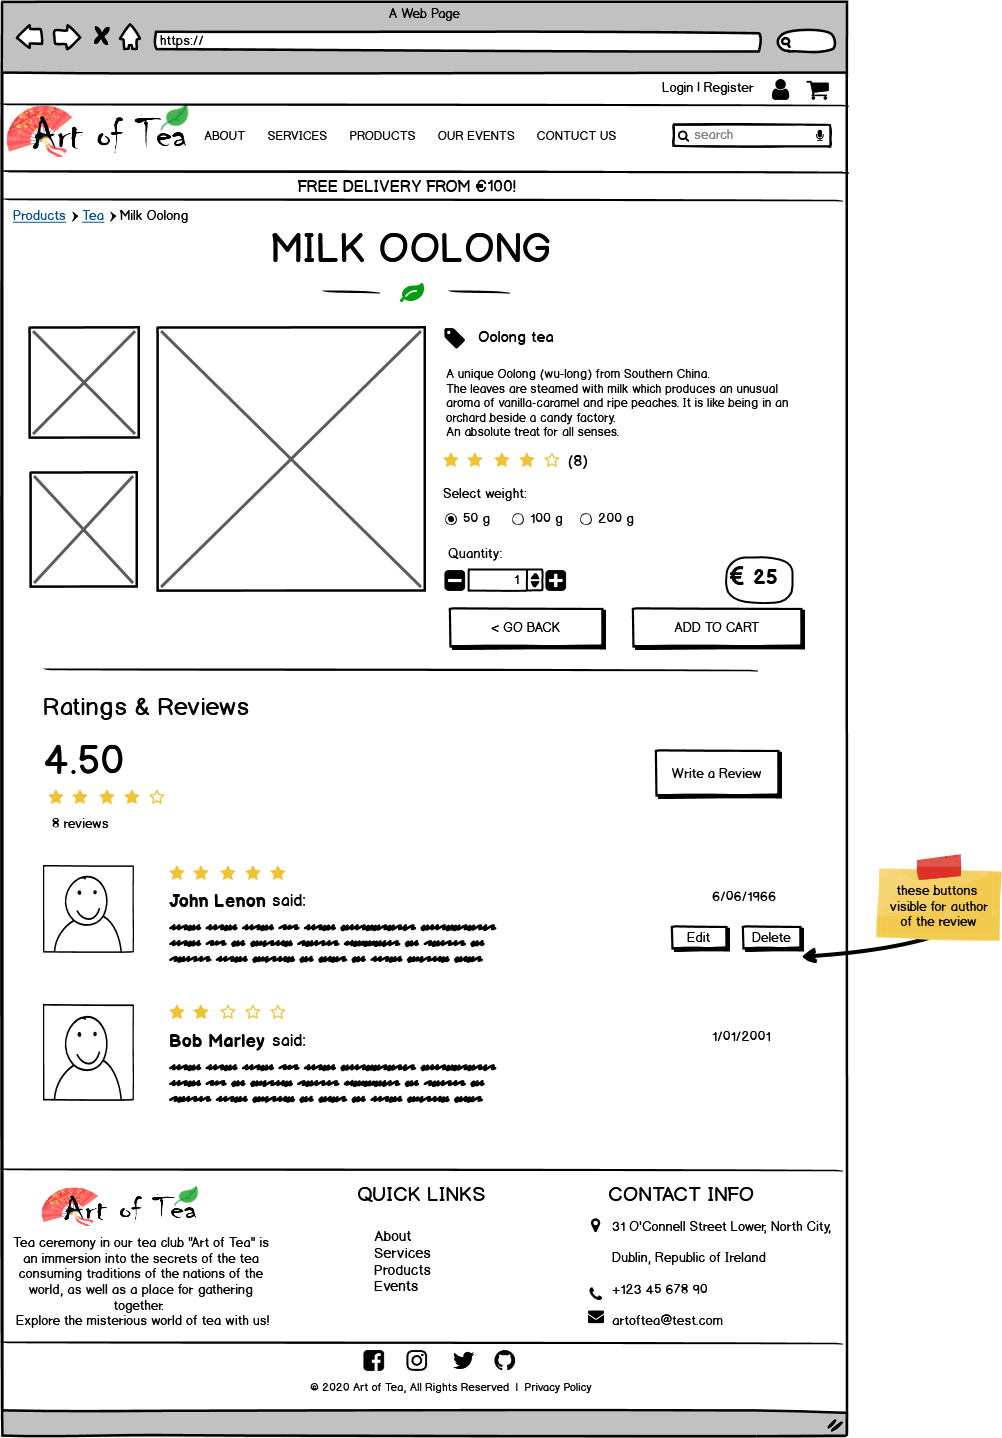 A Web Page
https://
Login | Register
Art of Tea
ABOUT SERVICES PRODUCTS OUR EVENTS CONTUCT US
search
FREE DELIVERY FROM €100!
Products > Tea > Milk Oolong
MILK OOLONG
Oolong tea
A unique Oolong (wu-long) from Southern China.
The leaves are steamed with milk which produces an unusual
aroma of vanilla-caramel and ripe peaches. It is like being in an
orchard beside a candy factory.
An absolute treat for all senses.
(8)
Select weight:
50 g 100 g 200 g
Quantity:
1
€ 25
< GO BACK
ADD TO CART
Ratings & Reviews
4.50
Write a Review
8 reviews
John Lenon said:
6/06/1966
Edit
Delete
these buttons
visible for author
of the review
Bob Marley said:
1/01/2001
Art of Tea
Tea ceremony in our tea club "Art of Tea" is
an immersion into the secrets of the tea
consuming traditions of the nations of the
world, as well as a place for gathering
together.
Explore the misterious world of tea with us!
QUICK LINKS
About
Services
Products
Events
CONTACT INFO
31 O'Connell Street Lower, North City,
Dublin, Republic of Ireland
+123 45 678 90
artoftea@test.com
© 2020 Art of Tea, All Rights Reserved | Privacy Policy